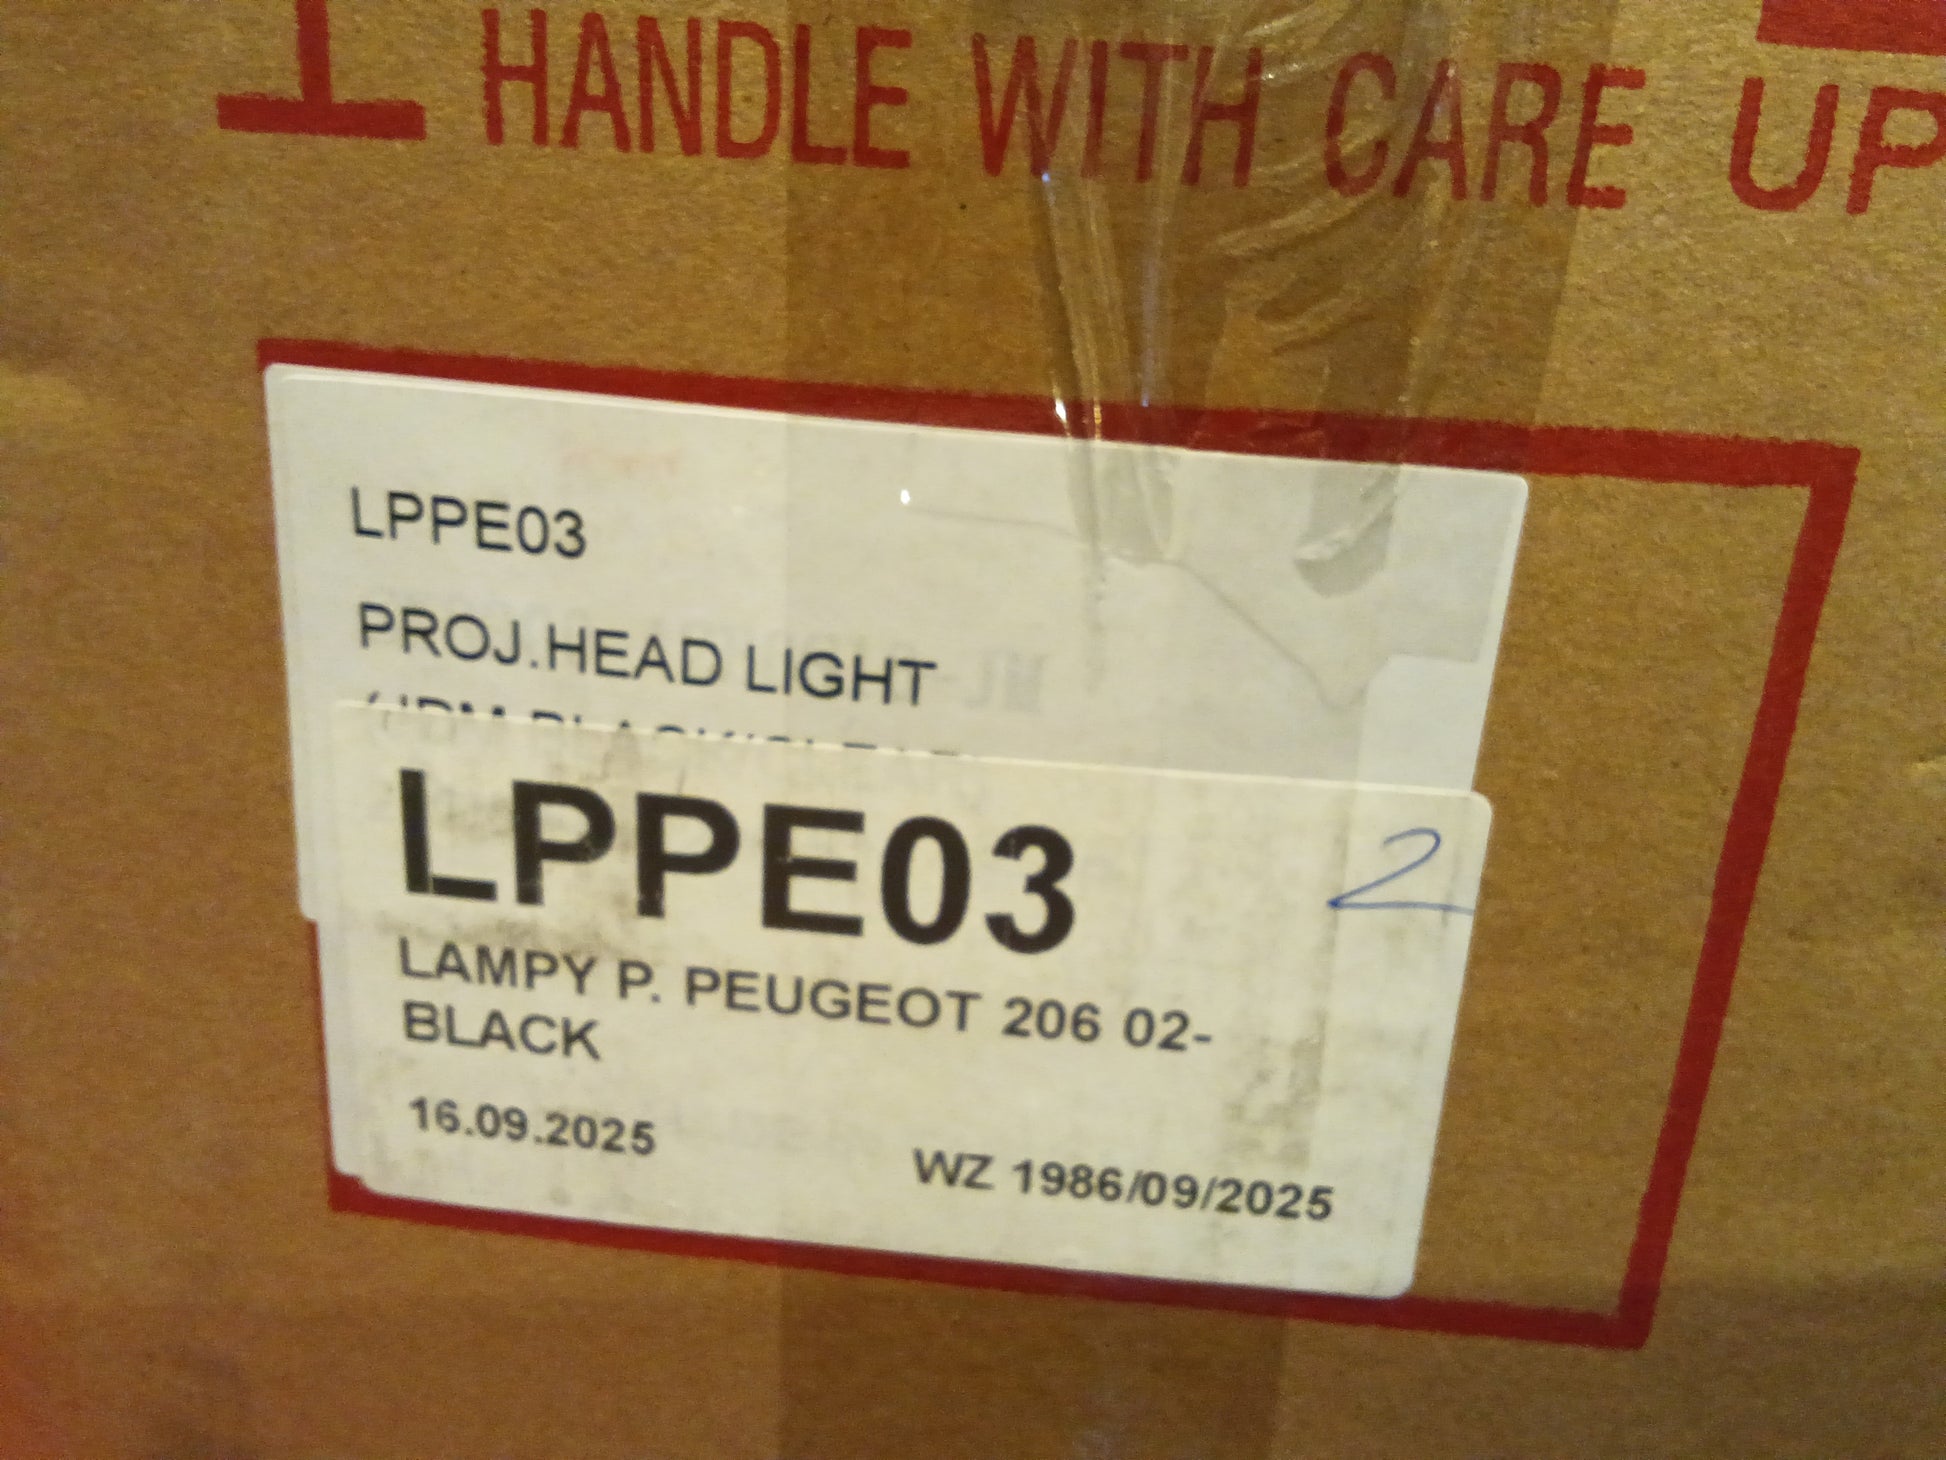 HANDLE WITH CARE UP
LPPE03
PROJ.HEAD LIGHT
LPPE03
2
LAMPY P. PEUGEOT 206 02-
BLACK
16.09.2025
WZ 1986/09/2025